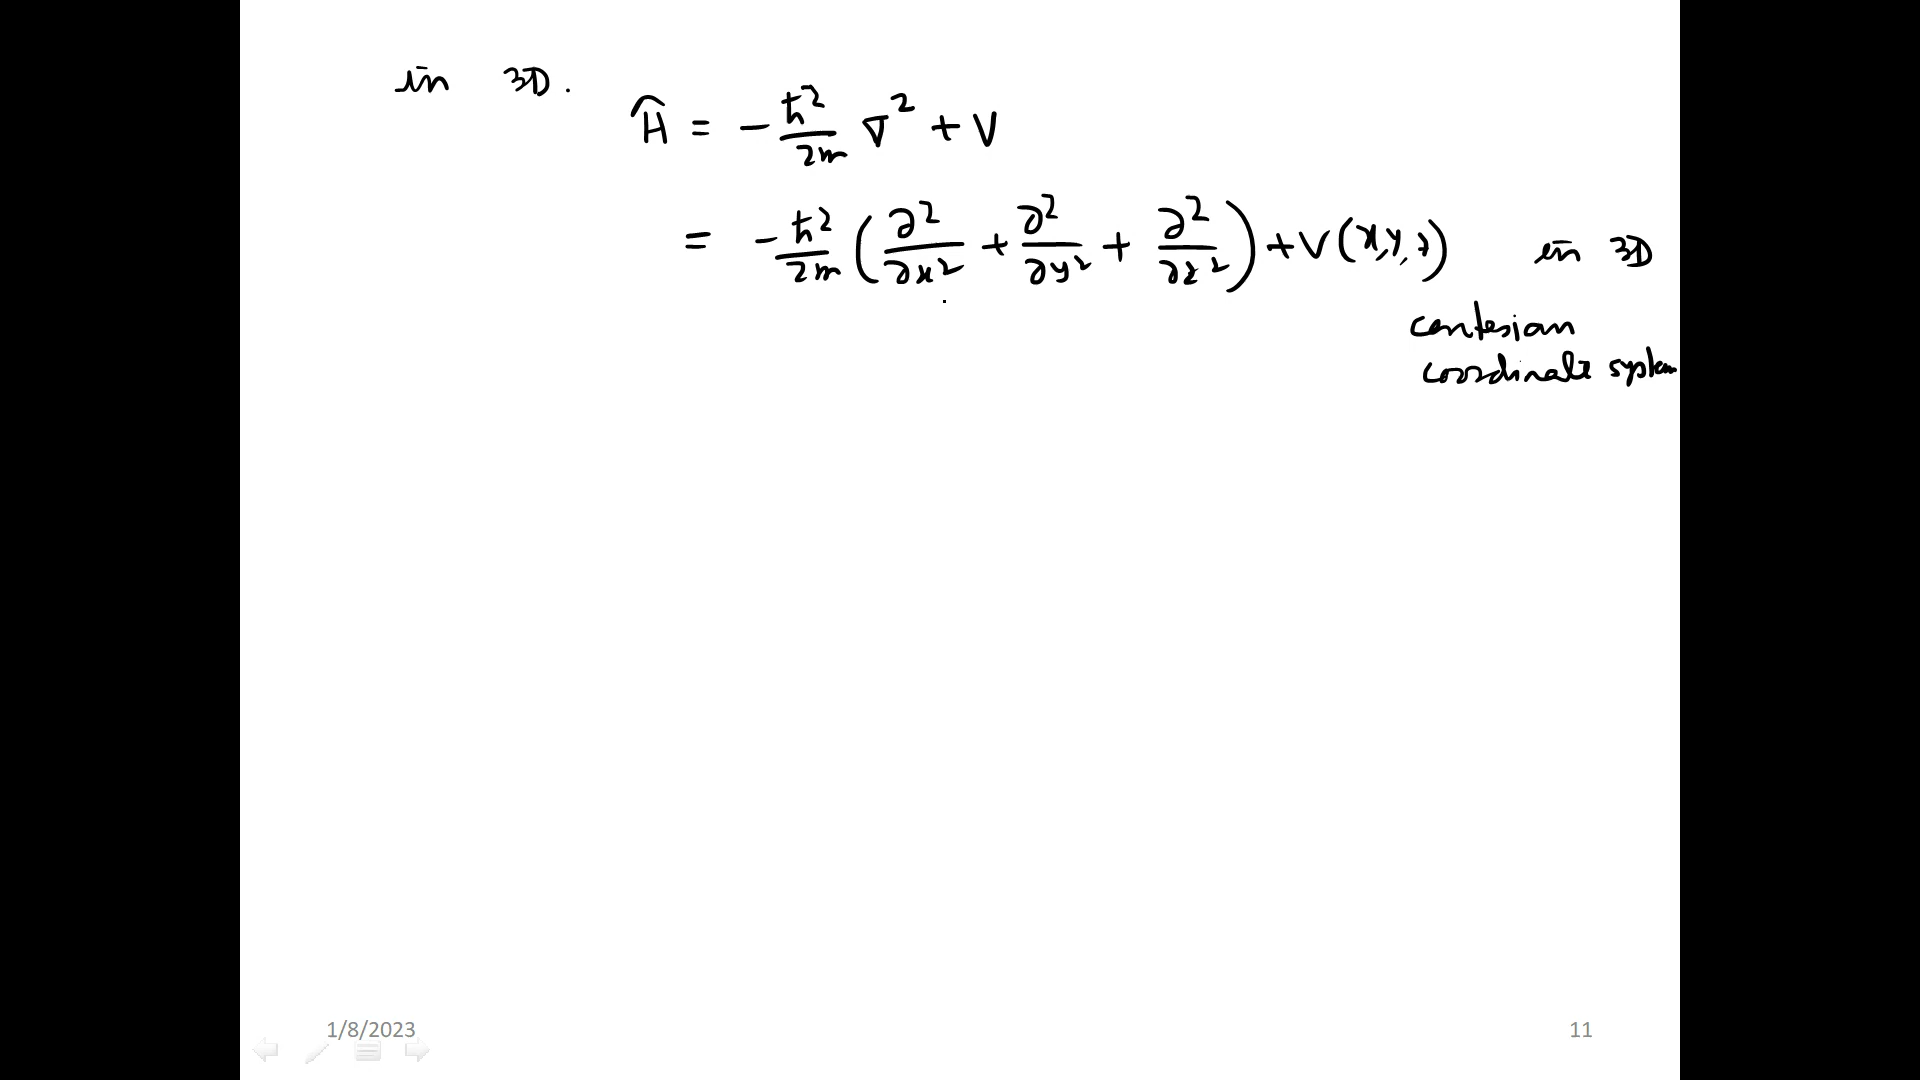 in 3D.
Ĥ = - ħ²/2m ∇² + V
= - ħ²/2m (∂²/∂x² + ∂²/∂y² + ∂²/∂z²) + V(x,y,z) in 3D
cartesian
coordinate system
1/8/2023
11